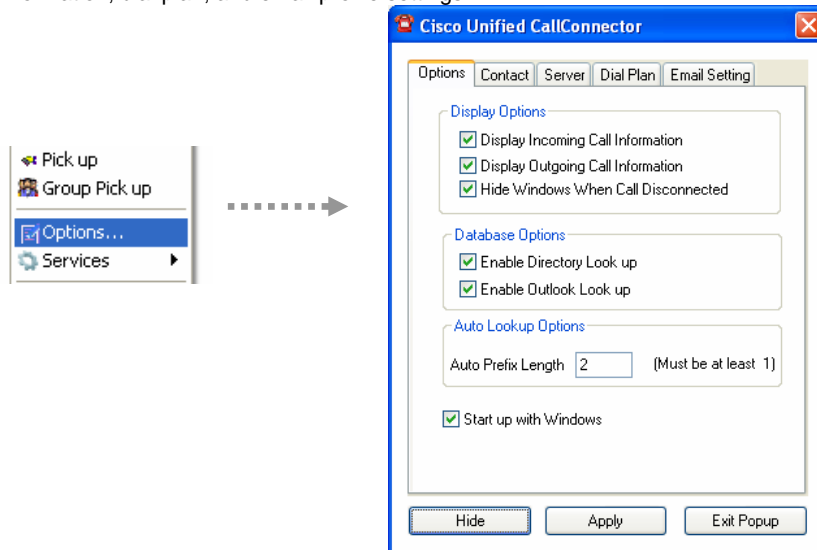 Cisco Unified CallConnector
Options Contact Server Dial Plan Email Setting
Display Options
Display Incoming Call Information
Display Outgoing Call Information
Hide Windows When Call Disconnected
Pick up
Group Pick up
Options...
Services
Database Options
Enable Directory Look up
Enable Outlook Look up
Auto Lookup Options
Auto Prefix Length 2 (Must be at least 1)
Start up with Windows
Hide Apply Exit Popup